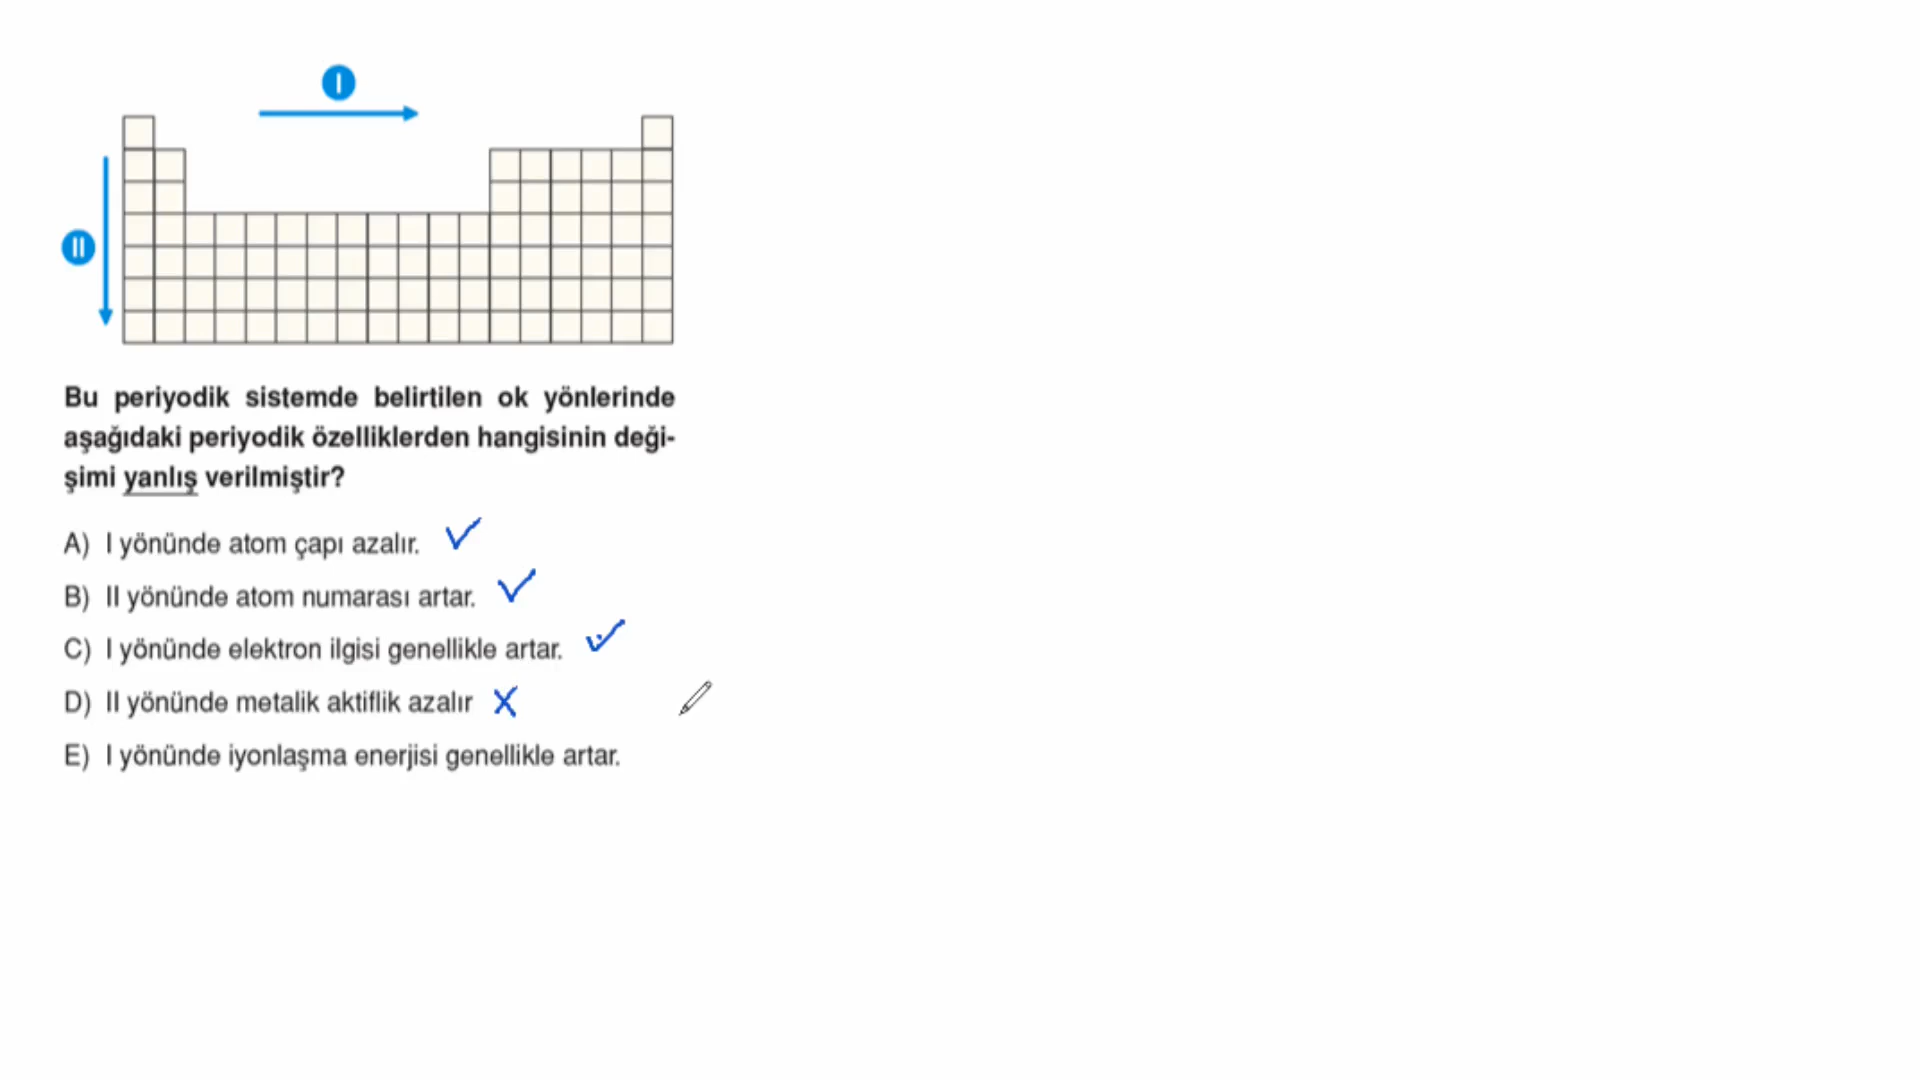 I
II
Bu periyodik sistemde belirtilen ok yönlerinde
aşağıdaki periyodik özelliklerden hangisinin deği-
şimi yanlış verilmiştir?
A) I yönünde atom çapı azalır.
B) II yönünde atom numarası artar.
C) I yönünde elektron ilgisi genellikle artar.
D) II yönünde metalik aktiflik azalır
E) I yönünde iyonlaşma enerjisi genellikle artar.